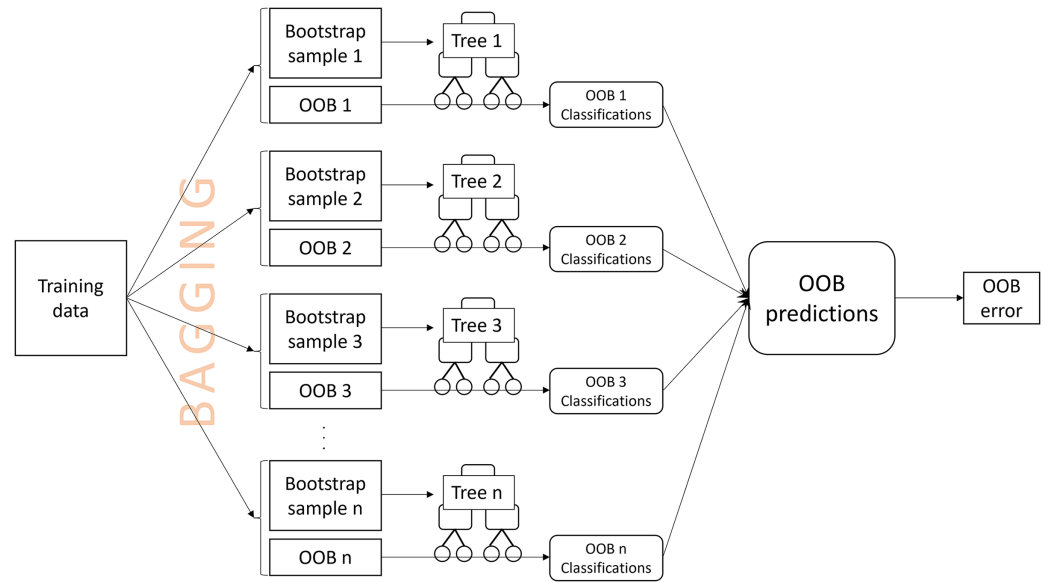 Training
data
BAGGING
Bootstrap
sample 1
Tree 1
OOB 1
OOB 1
Classifications
Bootstrap
sample 2
Tree 2
OOB 2
OOB 2
Classifications
Bootstrap
sample 3
Tree 3
OOB 3
OOB 3
Classifications
Bootstrap
sample n
Tree n
OOB n
OOB n
Classifications
OOB
predictions
OOB
error